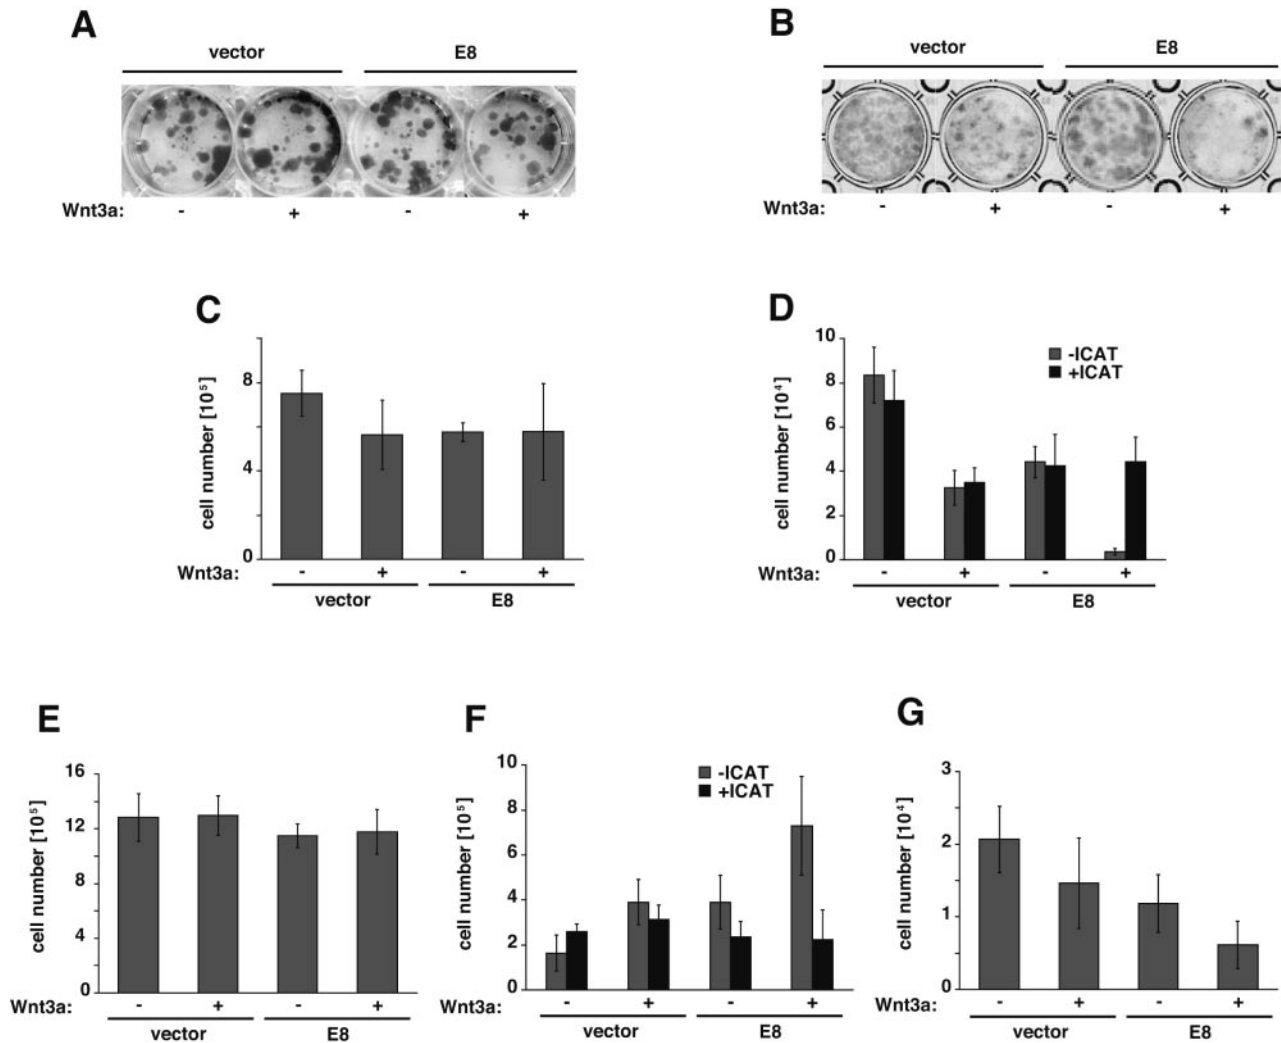 A
vector E8
Wnt3a: - + - +
B
vector E8
Wnt3a: - + - +
C
cell number [10⁵]
8
4
0
Wnt3a: - + - +
vector E8
D
cell number [10⁴]
10
8
6
4
2
0
-ICAT
+ICAT
Wnt3a: - + - +
vector E8
E
cell number [10⁵]
16
12
8
4
0
Wnt3a: - + - +
vector E8
F
cell number [10⁵]
10
8
6
4
2
0
-ICAT
+ICAT
Wnt3a: - + - +
vector E8
G
cell number [10⁴]
3
2
1
0
Wnt3a: - + - +
vector E8